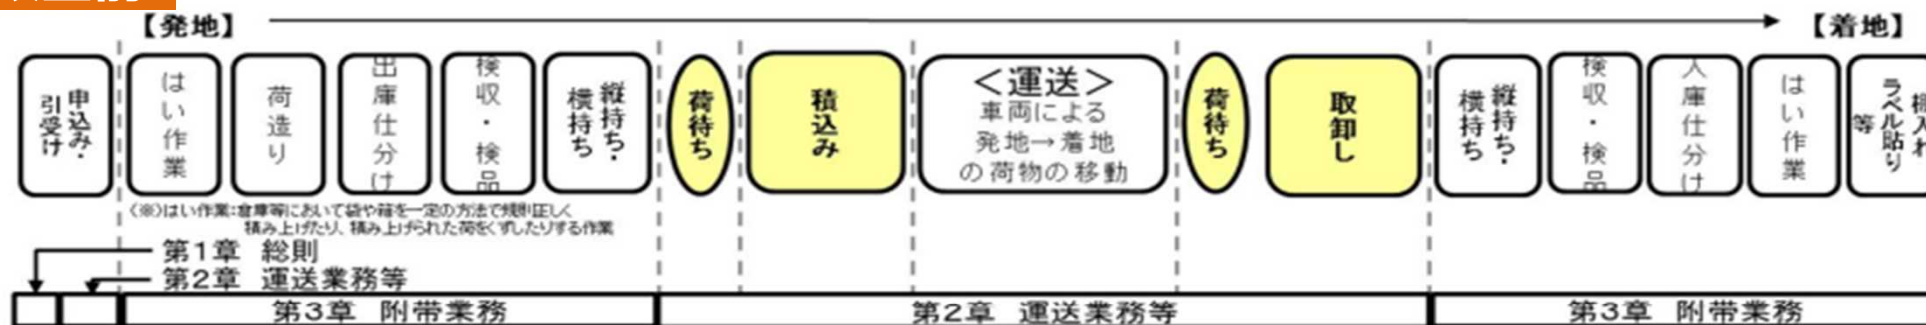 【発地】
【着地】
申込み・
引受け
はい作業
荷造り
出庫仕分け
検収・検品
縦持ち・
横持ち
荷待ち
積込み
＜運送＞
車両による
発地→着地
の荷物の移動
荷待ち
取卸し
縦持ち・
横持ち
検収・検品
入庫仕分け
はい作業
棚入れ
ラベル貼り
等
〈※〉はい作業：倉庫等において袋や箱を一定の方法で規則正しく
積み上げたり、積み上げられた荷をくずしたりする作業
第1章 総則
第2章 運送業務等
第3章 附帯業務
第2章 運送業務等
第3章 附帯業務